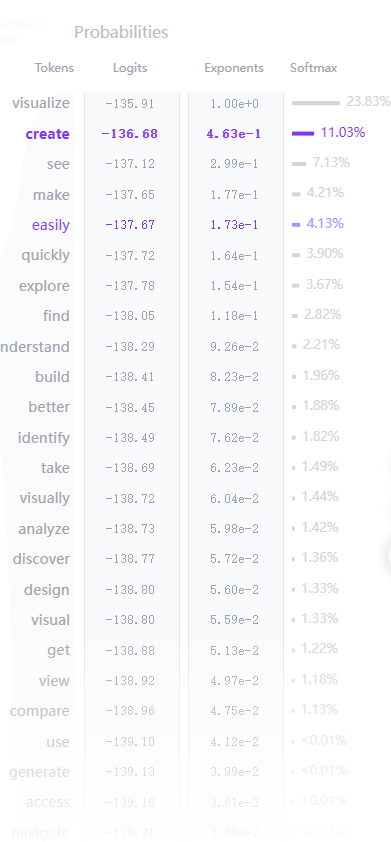 Probabilities
Tokens Logits Exponents Softmax
visualize -135.91 1.00e+0 23.83%
create -136.68 4.63e-1 11.03%
see -137.12 2.99e-1 7.13%
make -137.65 1.77e-1 4.21%
easily -137.67 1.73e-1 4.13%
quickly -137.72 1.64e-1 3.90%
explore -137.78 1.54e-1 3.67%
find -138.05 1.18e-1 2.82%
nderstand -138.29 9.26e-2 2.21%
build -138.41 8.23e-2 1.96%
better -138.45 7.89e-2 1.88%
identify -138.49 7.62e-2 1.82%
take -138.69 6.23e-2 1.49%
visually -138.72 6.04e-2 1.44%
analyze -138.73 5.98e-2 1.42%
discover -138.77 5.72e-2 1.36%
design -138.80 5.60e-2 1.33%
visual -138.80 5.59e-2 1.33%
get -138.88 5.13e-2 1.22%
view -138.92 4.97e-2 1.18%
compare -138.96 4.75e-2 1.13%
use -139.10 4.12e-2 <0.01%
generate -139.13 3.99e-2 <0.01%
access -139.18 3.81e-2 <0.01%
navigate -139.21 3.69e-2 <0.01%